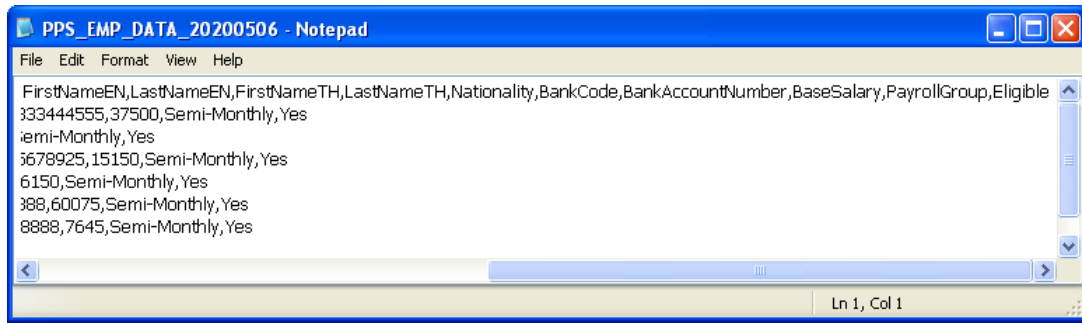 PPS_EMP_DATA_20200506 - Notepad
File Edit Format View Help
FirstNameEN,LastNameEN,FirstNameTH,LastNameTH,Nationality,BankCode,BankAccountNumber,BaseSalary,PayrollGroup,Eligible
333444555,37500,Semi-Monthly,Yes
Semi-Monthly,Yes
5678925,15150,Semi-Monthly,Yes
6150,Semi-Monthly,Yes
888,60075,Semi-Monthly,Yes
8888,7645,Semi-Monthly,Yes
Ln 1, Col 1